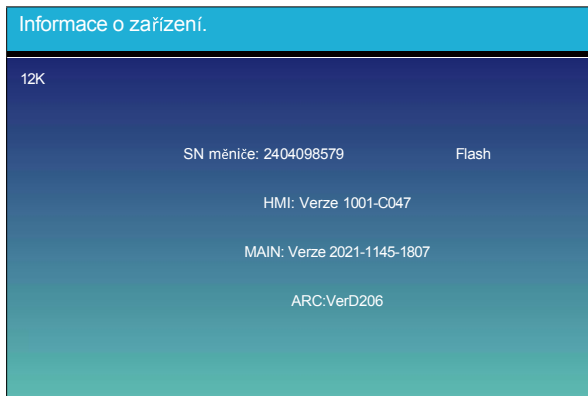 Informace o zařízení.
12K
SN měniče: 2404098579 Flash
HMI: Verze 1001-C047
MAIN: Verze 2021-1145-1807
ARC:VerD206